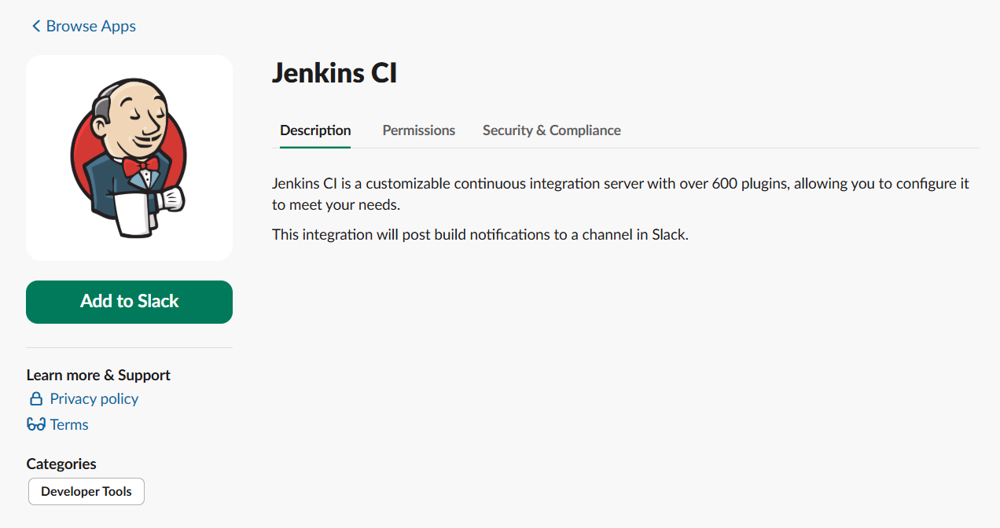 Browse Apps
Jenkins CI
Description Permissions Security & Compliance
Jenkins CI is a customizable continuous integration server with over 600 plugins, allowing you to configure it
to meet your needs.
This integration will post build notifications to a channel in Slack.
Add to Slack
Learn more & Support
Privacy policy
Terms
Categories
Developer Tools